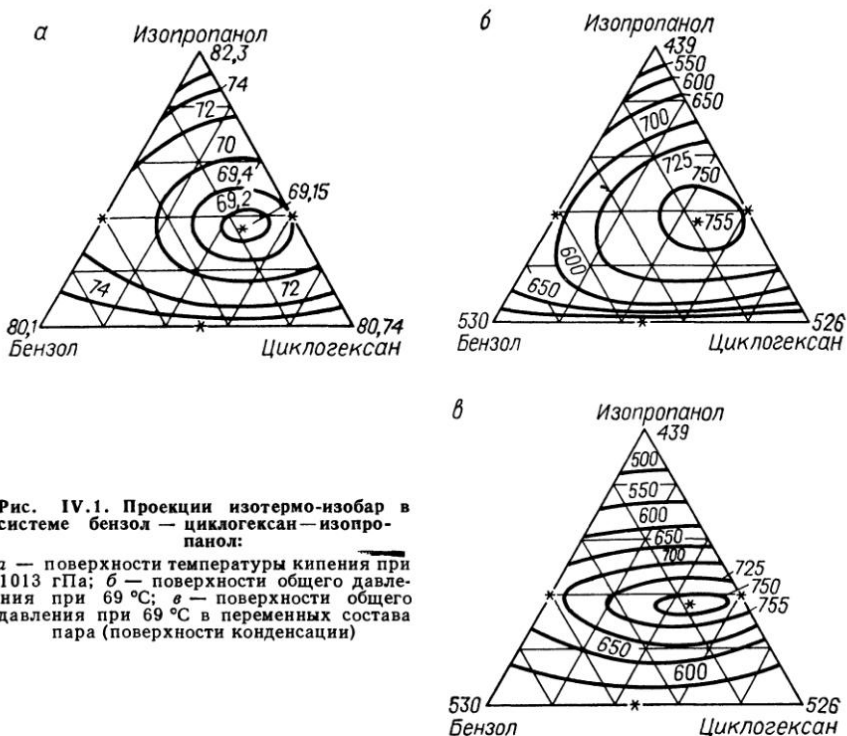 а
Изопропанол
82,3
74
72
70
69,4
69,2
69,15
74
72
80,1
80,74
Бензол
Циклогексан
б
Изопропанол
439
550
600
650
700
725
750
755
600
650
530
526
Бензол
Циклогексан
в
Изопропанол
439
500
550
600
650
700
725
750
755
650
600
530
526
Бензол
Циклогексан
Рис. IV.1. Проекции изотермо-изобар в
системе бензол — циклогексан—изопро-
панол:
а — поверхности температуры кипения при
1013 гПа; б — поверхности общего давле-
ния при 69 °С; в — поверхности общего
давления при 69 °С в переменных состава
пара (поверхности конденсации)